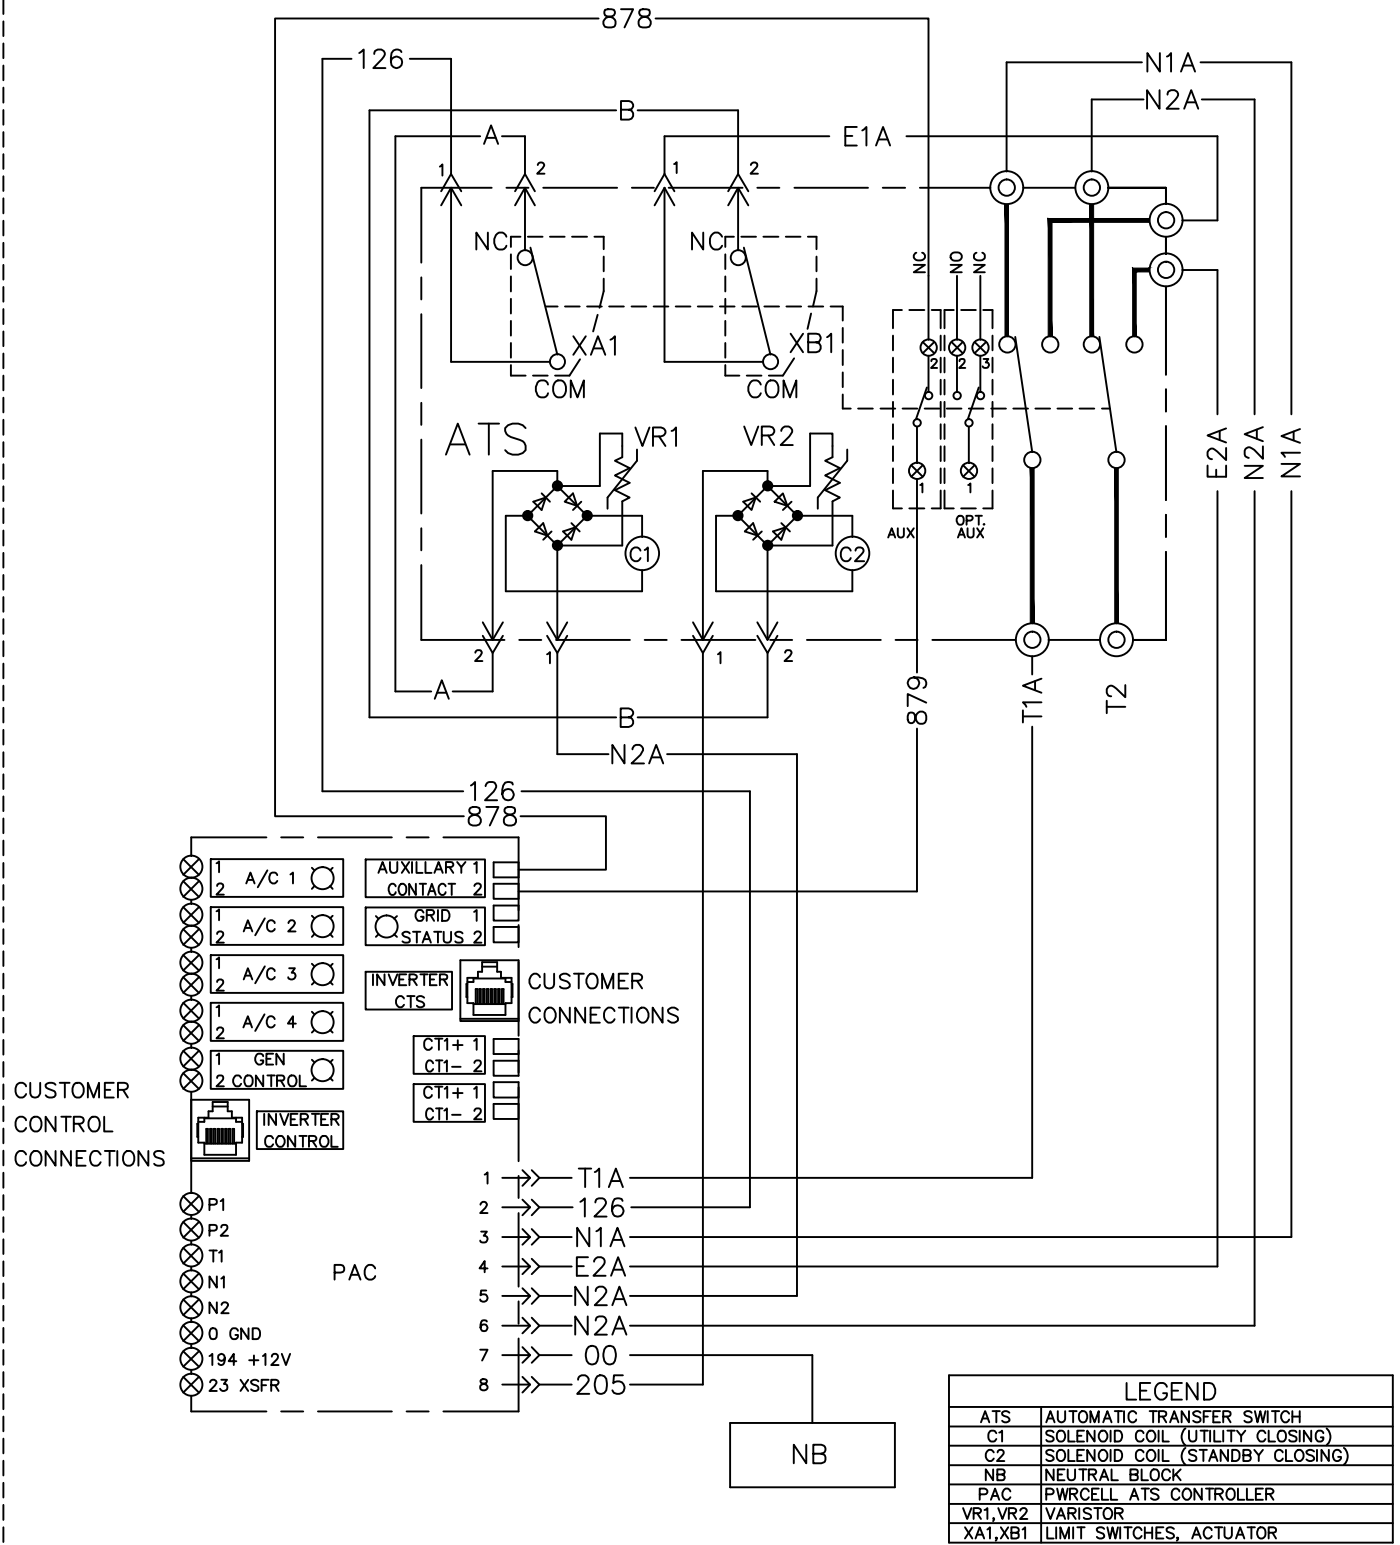 878
126
N1A
N2A
B
A
E1A
1
2
1
2
NC
NC
NC
NO
NC
XA1
XB1
COM
COM
2
2
3
ATS
VR1
VR2
E2A
N2A
N1A
1
1
AUX
OPT.
AUX
C1
C2
2
1
1
2
A
B
879
T1A
T2
N2A
126
878
1
2
A/C 1
AUXILLARY 1
CONTACT 2
1
2
A/C 2
GRID 1
STATUS 2
1
2
A/C 3
INVERTER
CTS
CUSTOMER
CONNECTIONS
1
2
A/C 4
CT1+ 1
CT1- 2
1 GEN
2 CONTROL
CT1+ 1
CT1- 2
CUSTOMER
CONTROL
CONNECTIONS
INVERTER
CONTROL
1 T1A
2 126
3 N1A
4 E2A
5 N2A
6 N2A
7 00
8 205
P1
P2
T1
N1
N2
0 GND
194 +12V
23 XSFR
PAC
NB
LEGEND
ATS AUTOMATIC TRANSFER SWITCH
C1 SOLENOID COIL (UTILITY CLOSING)
C2 SOLENOID COIL (STANDBY CLOSING)
NB NEUTRAL BLOCK
PAC PWRCELL ATS CONTROLLER
VR1,VR2 VARISTOR
XA1,XB1 LIMIT SWITCHES, ACTUATOR